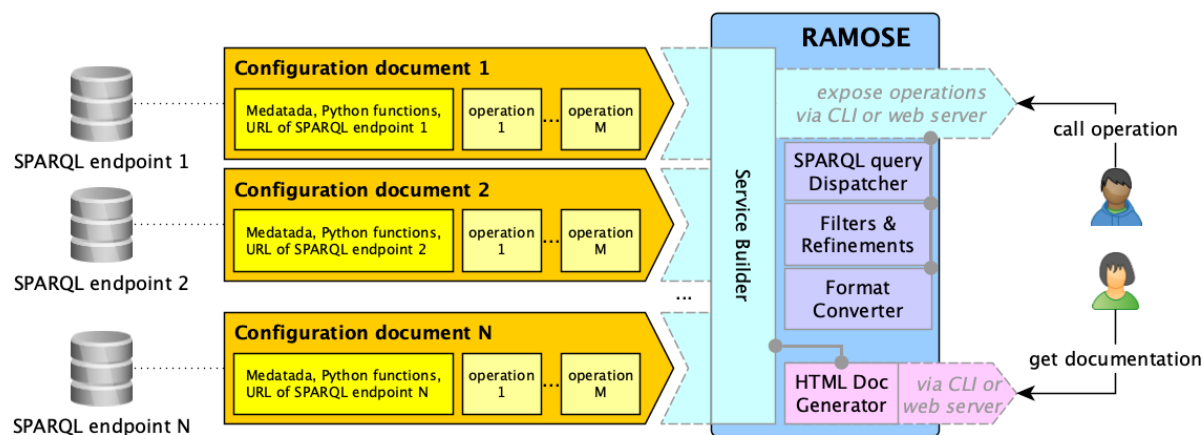 RAMOSE
Configuration document 1
Medatada, Python functions,
URL of SPARQL endpoint 1
operation
1
...
operation
M
SPARQL endpoint 1
expose operations
via CLI or web server
call operation
Configuration document 2
Medatada, Python functions,
URL of SPARQL endpoint 2
operation
1
...
operation
M
SPARQL endpoint 2
...
Service Builder
SPARQL query
Dispatcher
Filters &
Refinements
Format
Converter
Configuration document N
Medatada, Python functions,
URL of SPARQL endpoint N
operation
1
...
operation
M
SPARQL endpoint N
HTML Doc
Generator
via CLI or
web server
get documentation